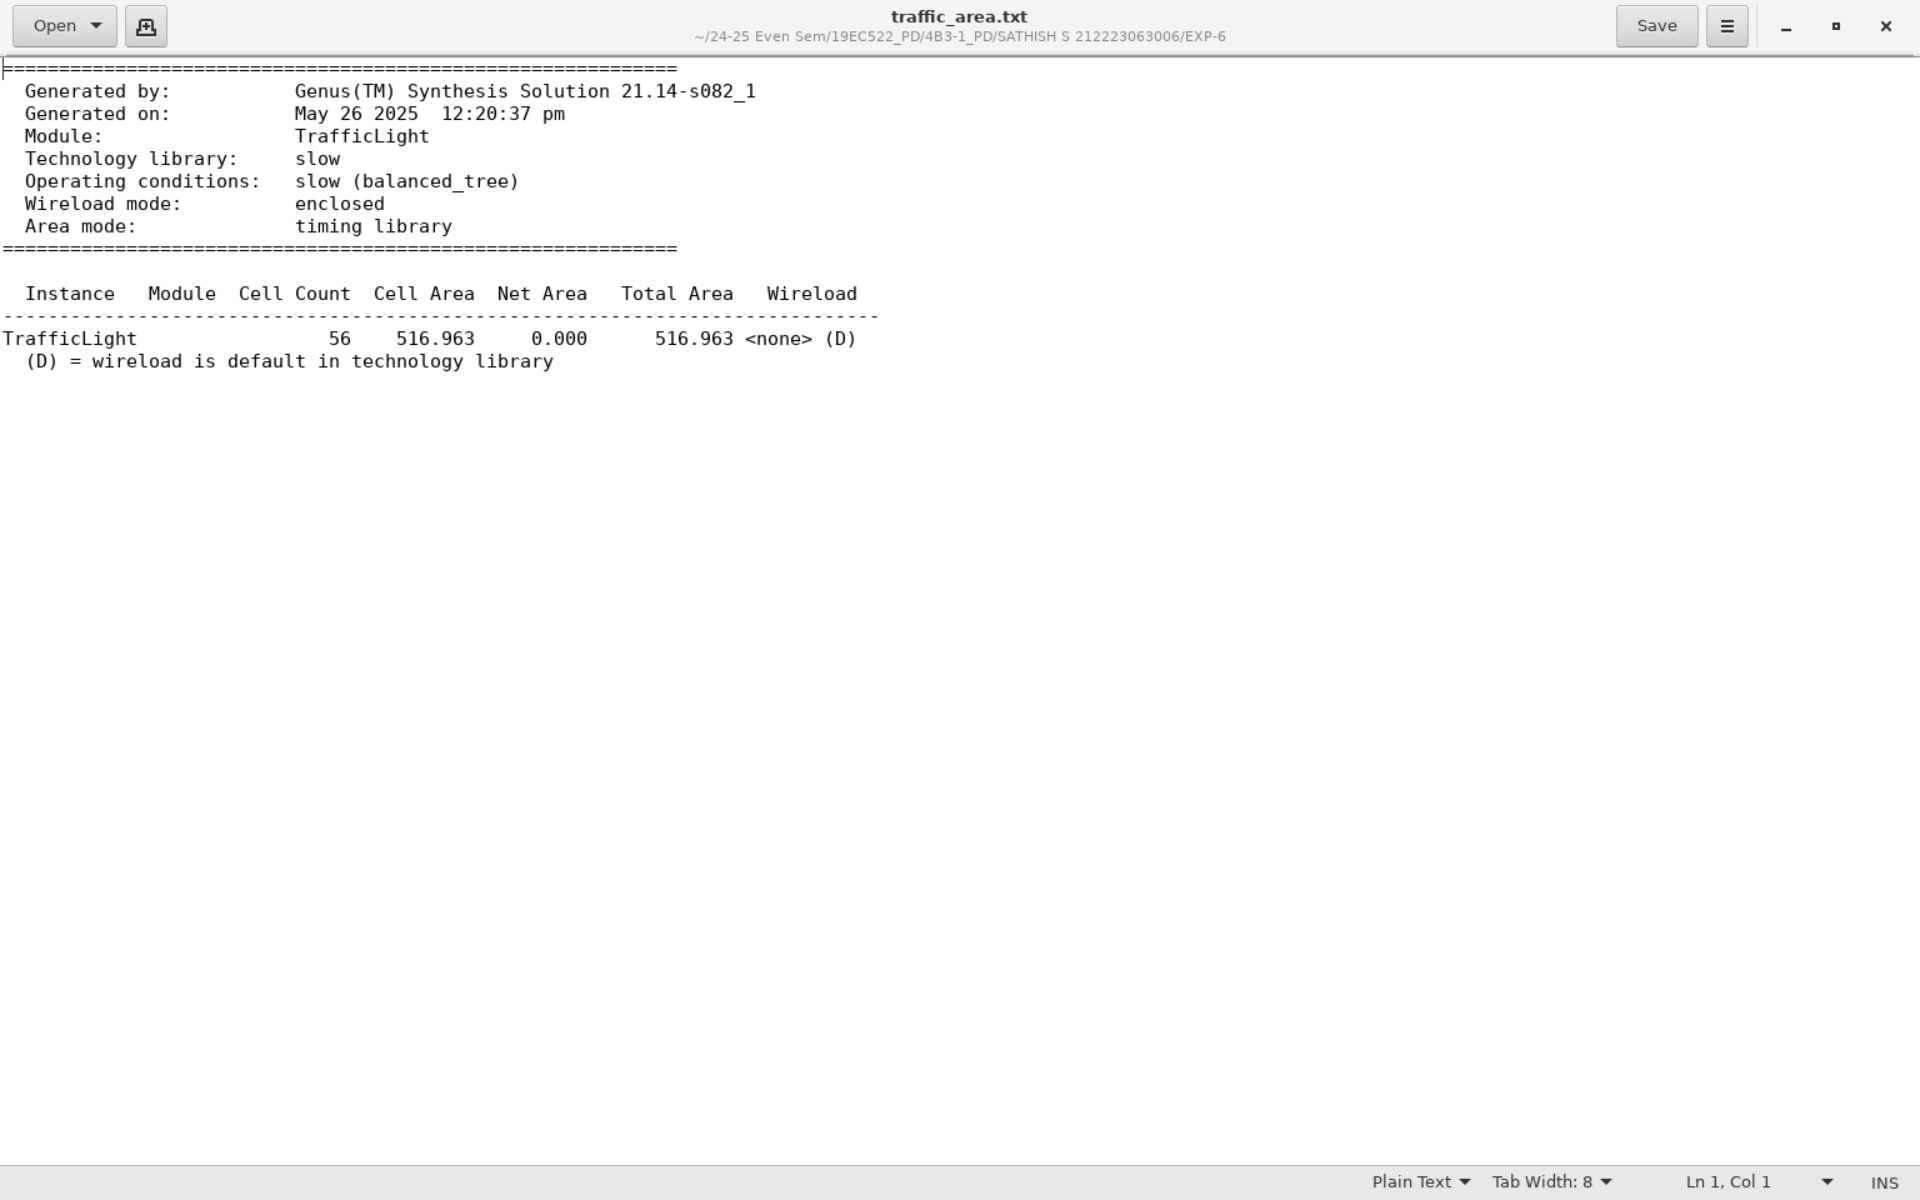 Open
traffic_area.txt
~/24-25 Even Sem/19EC522_PD/4B3-1_PD/SATHISH S 212223063006/EXP-6
Save
============================================================
  Generated by:           Genus(TM) Synthesis Solution 21.14-s082_1
  Generated on:           May 26 2025  12:20:37 pm
  Module:                 TrafficLight
  Technology library:     slow
  Operating conditions:   slow (balanced_tree)
  Wireload mode:          enclosed
  Area mode:              timing library
============================================================
  Instance   Module  Cell Count  Cell Area  Net Area   Total Area   Wireload
------------------------------------------------------------------------------
TrafficLight                 56    516.963     0.000      516.963 <none> (D)
  (D) = wireload is default in technology library
Plain Text
Tab Width: 8
Ln 1, Col 1
INS